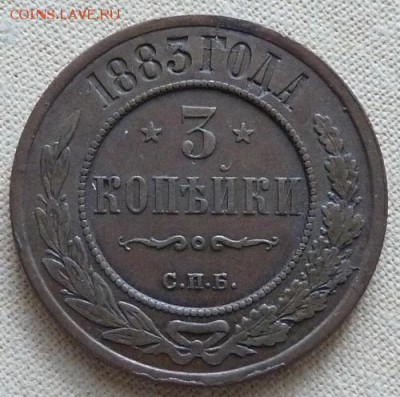 COINS.LAVE.RU
1883 ГОДА
3
КОПѢЙКИ
С.П.Б.